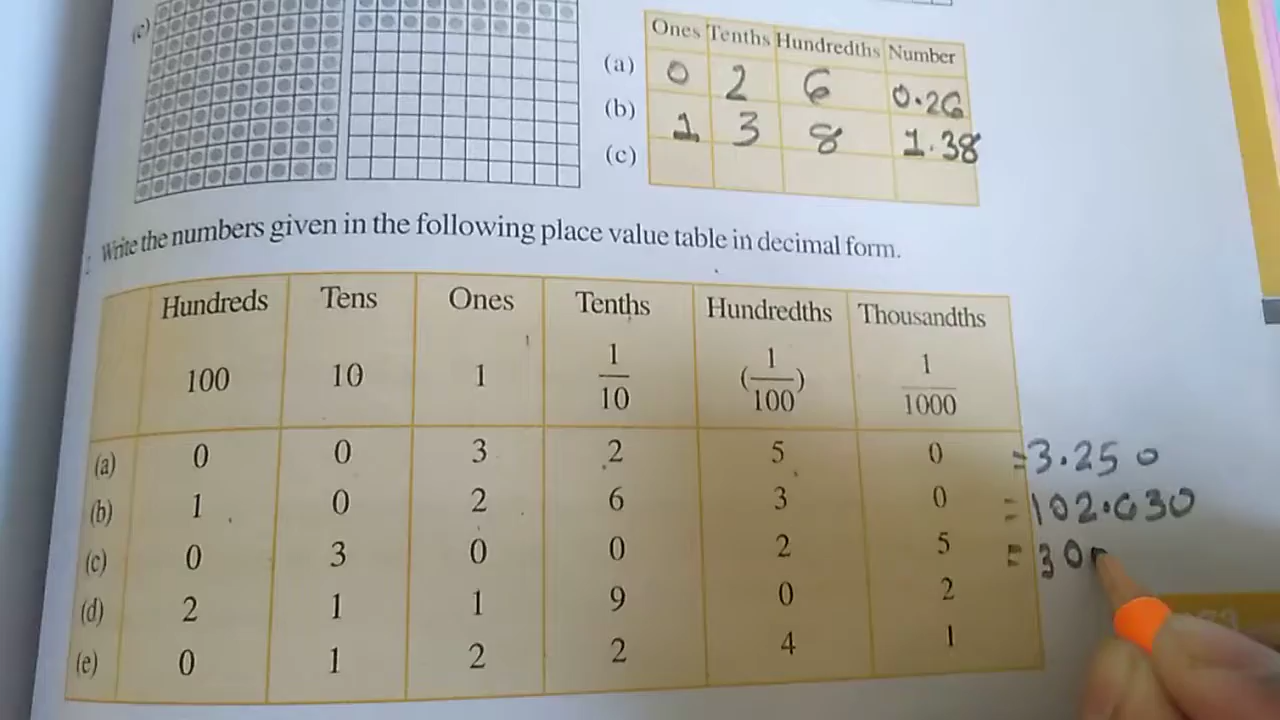 (c)
Ones Tenths Hundredths Number
(a) 0 2 6 0.26
(b) 1 3 8 1.38
(c)
Write the numbers given in the following place value table in decimal form.
Hundreds Tens Ones Tenths Hundredths Thousandths
100 10 1 1/10 (1/100) 1/1000
(a) 0 0 3 2 5 0 =3.250
(b) 1 0 2 6 3 0 =102.630
(c) 0 3 0 0 2 5 =30
(d) 2 1 1 9 0 2
(e) 0 1 2 2 4 1